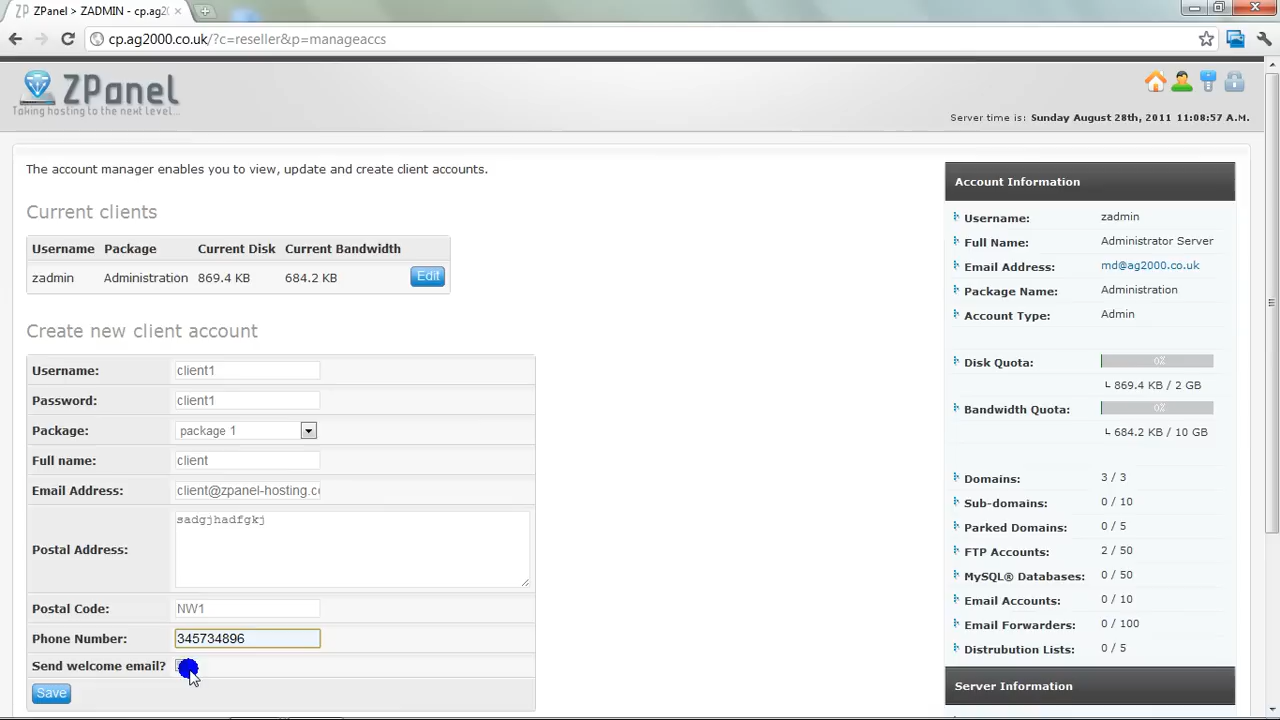 ZPanel > ZADMIN - cp.ag20
cp.ag2000.co.uk/?c=reseller&p=manageaccs
ZPanel
Taking hosting to the next level...
Server time is: Sunday August 28th, 2011 11:08:57 A.M.
The account manager enables you to view, update and create client accounts.
Current clients
Username Package Current Disk Current Bandwidth
zadmin Administration 869.4 KB 684.2 KB Edit
Create new client account
Username: client1
Password: client1
Package: package 1
Full name: client
Email Address: client@zpanel-hosting.c
Postal Address: sadgjhadfgkj
Postal Code: NW1
Phone Number: 345734896
Send welcome email?
Save
Account Information
Username: zadmin
Full Name: Administrator Server
Email Address: md@ag2000.co.uk
Package Name: Administration
Account Type: Admin
Disk Quota: 0%
869.4 KB / 2 GB
Bandwidth Quota: 0%
684.2 KB / 10 GB
Domains: 3 / 3
Sub-domains: 0 / 10
Parked Domains: 0 / 5
FTP Accounts: 2 / 50
MySQL® Databases: 0 / 50
Email Accounts: 0 / 10
Email Forwarders: 0 / 100
Distrubution Lists: 0 / 5
Server Information